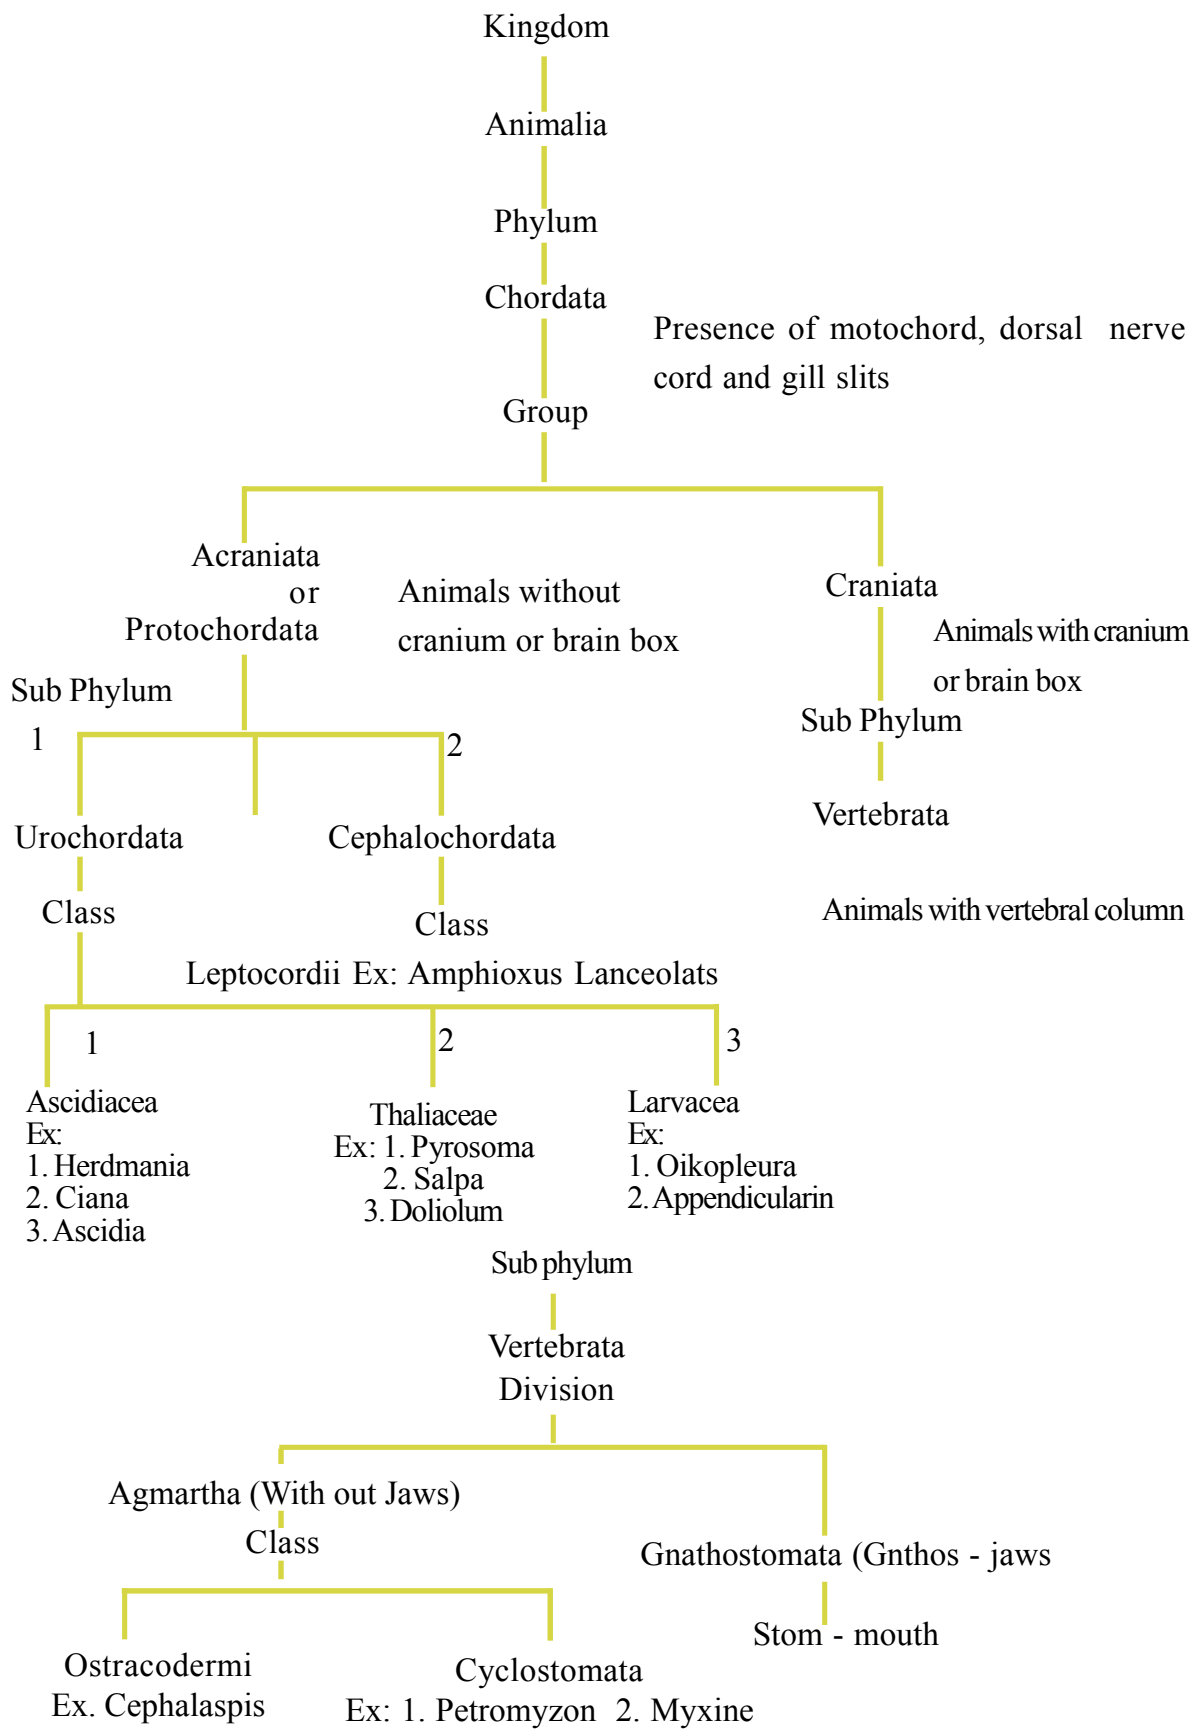 Kingdom
Animalia
Phylum
Chordata
Presence of motochord, dorsal nerve
cord and gill slits
Group
Acraniata
or
Protochordata
Animals without
cranium or brain box
Craniata
Animals with cranium
or brain box
Sub Phylum
Sub Phylum
1
2
Vertebrata
Urochordata
Cephalochordata
Class
Class
Animals with vertebral column
Leptocordii Ex: Amphioxus Lanceolats
1
2
3
Ascidiacea
Ex:
1. Herdmania
2. Ciana
3. Ascidia
Thaliaceae
Ex: 1. Pyrosoma
2. Salpa
3. Doliolum
Larvacea
Ex:
1. Oikopleura
2. Appendicularin
Sub phylum
Vertebrata
Division
Agmartha (With out Jaws)
Class
Gnathostomata (Gnthos - jaws
Stom - mouth
Ostracodermi
Ex. Cephalaspis
Cyclostomata
Ex: 1. Petromyzon 2. Myxine